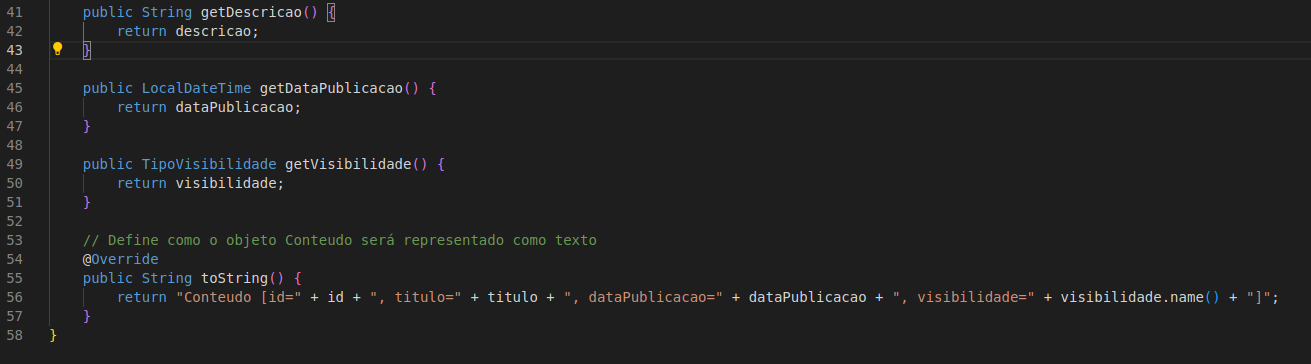 41 public String getDescricao() {
42 return descricao;
43 }
44
45 public LocalDateTime getDataPublicacao() {
46 return dataPublicacao;
47 }
48
49 public TipoVisibilidade getVisibilidade() {
50 return visibilidade;
51 }
52
53 // Define como o objeto Conteudo será representado como texto
54 @Override
55 public String toString() {
56 return "Conteudo [id=" + id + ", titulo=" + titulo + ", dataPublicacao=" + dataPublicacao + ", visibilidade=" + visibilidade.name() + "]";
57 }
58 }